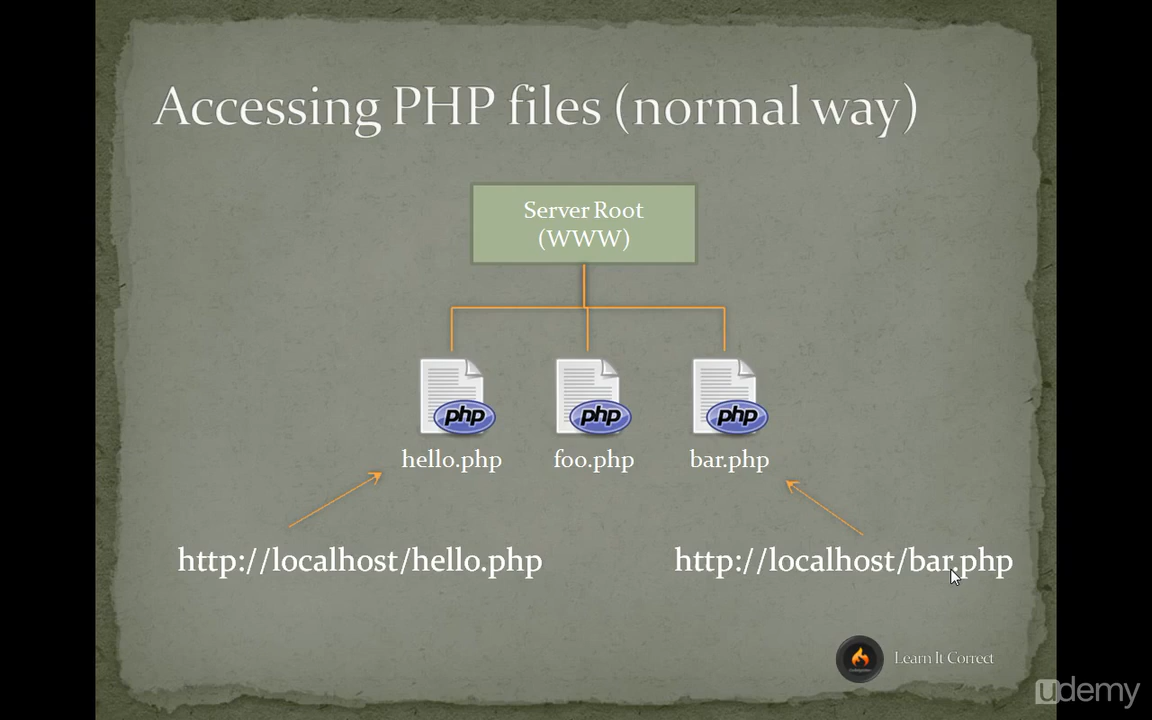 Accessing PHP files (normal way)
Server Root
(WWW)
php
php
php
hello.php
foo.php
bar.php
http://localhost/hello.php
http://localhost/bar.php
Learn It Correct
udemy